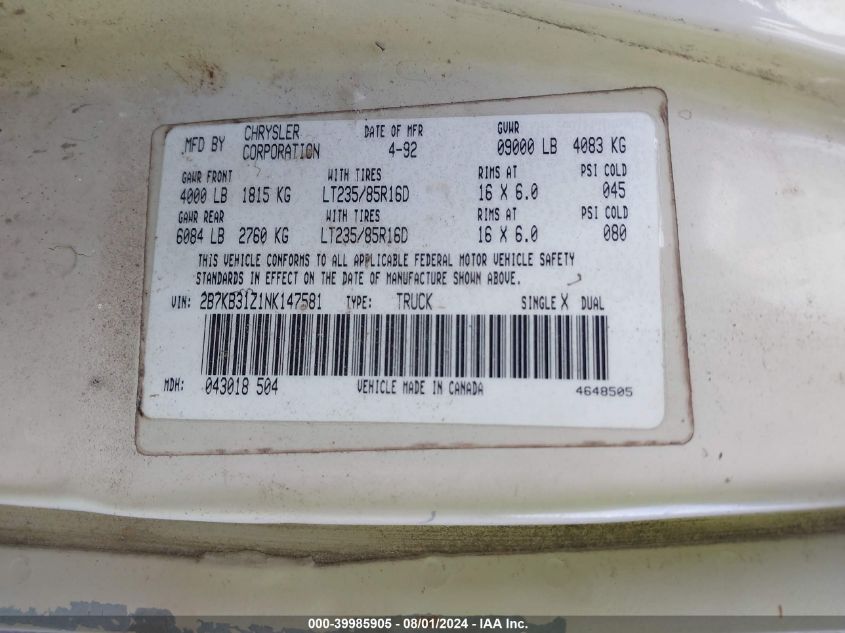 MFD BY CHRYSLER CORPORATION DATE OF MFR 4-92 GVWR 09000 LB 4083 KG
GAWR FRONT WITH TIRES RIMS AT PSI COLD
4000 LB 1815 KG LT235/85R16D 16 X 6.0 045
GAWR REAR WITH TIRES RIMS AT PSI COLD
6084 LB 2760 KG LT235/85R16D 16 X 6.0 080
THIS VEHICLE CONFORMS TO ALL APPLICABLE FEDERAL MOTOR VEHICLE SAFETY
STANDARDS IN EFFECT ON THE DATE OF MANUFACTURE SHOWN ABOVE.
VIN: 2B7KB31Z1NK147581 TYPE: TRUCK SINGLE X DUAL
MDH: 043018 504 VEHICLE MADE IN CANADA 4648505
000-39985905 - 08/01/2024 - IAA Inc.